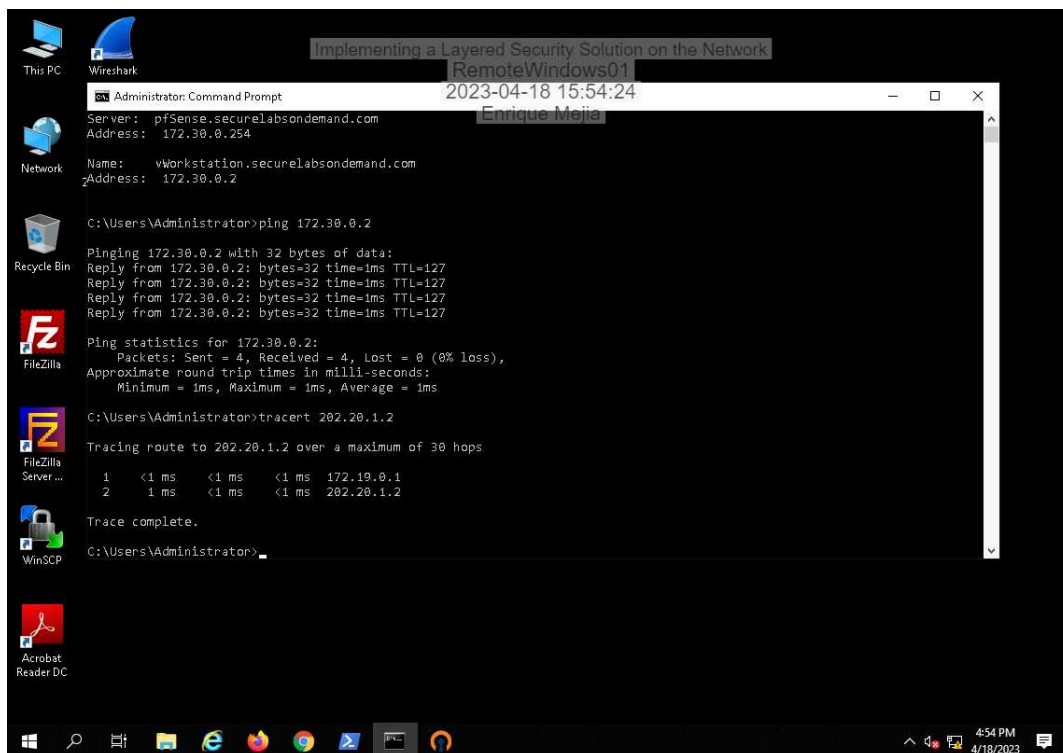 Implementing a Layered Security Solution on the Network
RemoteWindows01
2023-04-18 15:54:24
Enrique Mejia
This PC
Wireshark
Network
Recycle Bin
FileZilla
FileZilla
Server ...
WinSCP
Acrobat
Reader DC
Administrator: Command Prompt
Server:  pfSense.securelabsondemand.com
Address:  172.30.0.254
Name:    vWorkstation.securelabsondemand.com
Address:  172.30.0.2
C:\Users\Administrator>ping 172.30.0.2
Pinging 172.30.0.2 with 32 bytes of data:
Reply from 172.30.0.2: bytes=32 time=1ms TTL=127
Reply from 172.30.0.2: bytes=32 time=1ms TTL=127
Reply from 172.30.0.2: bytes=32 time=1ms TTL=127
Reply from 172.30.0.2: bytes=32 time=1ms TTL=127
Ping statistics for 172.30.0.2:
    Packets: Sent = 4, Received = 4, Lost = 0 (0% loss),
Approximate round trip times in milli-seconds:
    Minimum = 1ms, Maximum = 1ms, Average = 1ms
C:\Users\Administrator>tracert 202.20.1.2
Tracing route to 202.20.1.2 over a maximum of 30 hops
  1    <1 ms    <1 ms    <1 ms  172.19.0.1
  2     1 ms    <1 ms    <1 ms  202.20.1.2
Trace complete.
C:\Users\Administrator>
4:54 PM
4/18/2023